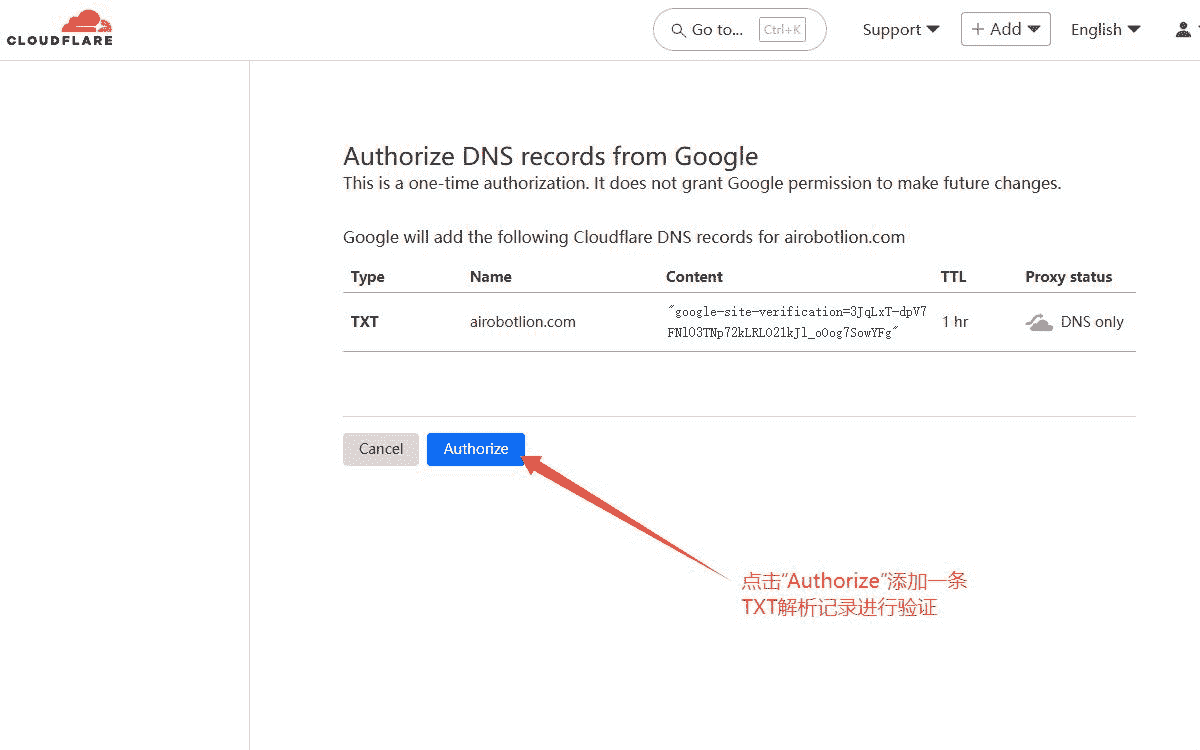 CLOUDFLARE
Go to... Ctrl+K Support + Add English
Authorize DNS records from Google
This is a one-time authorization. It does not grant Google permission to make future changes.
Google will add the following Cloudflare DNS records for airobotlion.com
Type Name Content TTL Proxy status
TXT airobotlion.com "google-site-verification=3JqLxT-dpV7 1 hr DNS only
FNlO3TNp72kLRLO21kJl_oOog7SowYFg"
Cancel Authorize
点击"Authorize"添加一条
TXT解析记录进行验证